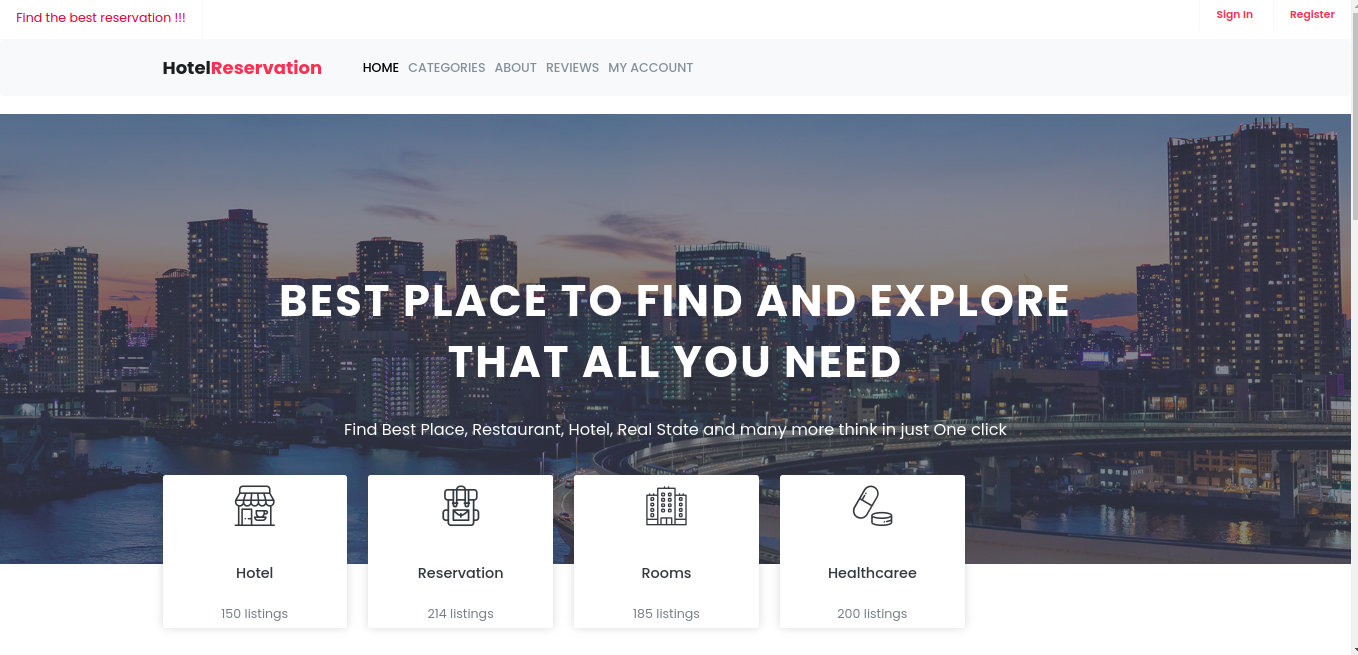 Find the best reservation !!!
Sign In
Register
HotelReservation
HOME CATEGORIES ABOUT REVIEWS MY ACCOUNT
BEST PLACE TO FIND AND EXPLORE
THAT ALL YOU NEED
Find Best Place, Restaurant, Hotel, Real State and many more think in just One click
Hotel
150 listings
Reservation
214 listings
Rooms
185 listings
Healthcaree
200 listings